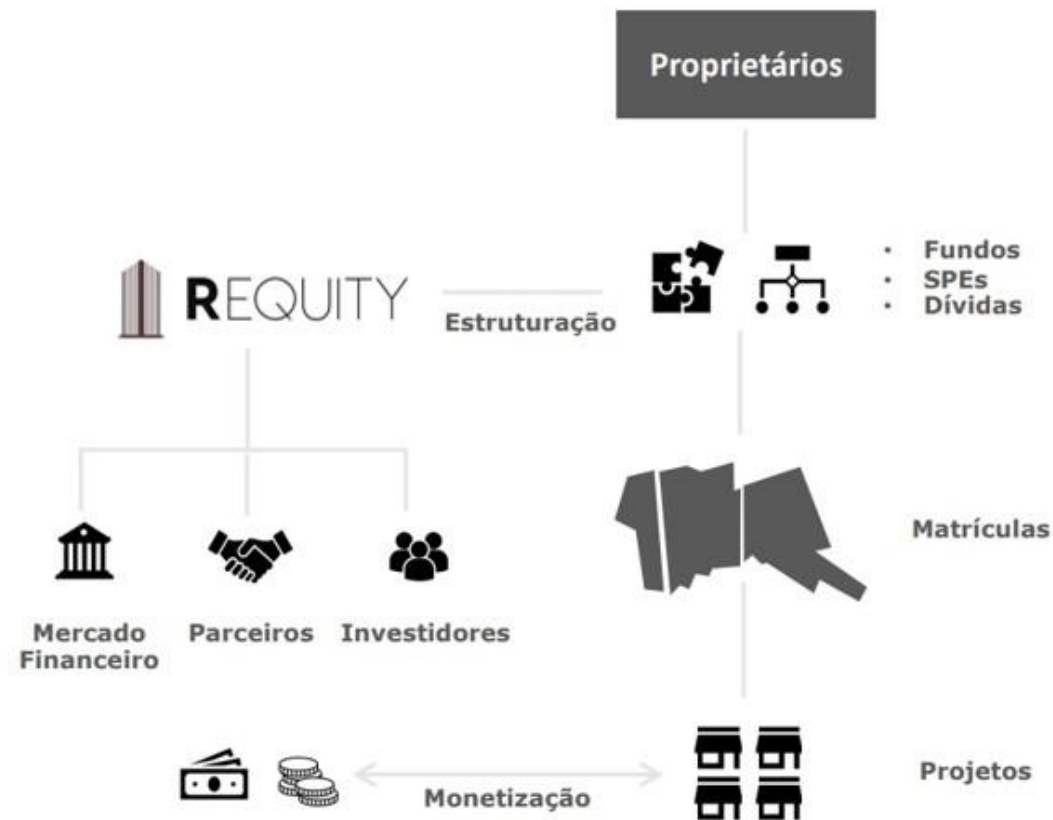 Proprietários
• Fundos
• SPEs
• Dívidas
REQUITY
Estruturação
Matrículas
Mercado
Financeiro
Parceiros
Investidores
Projetos
Monetização